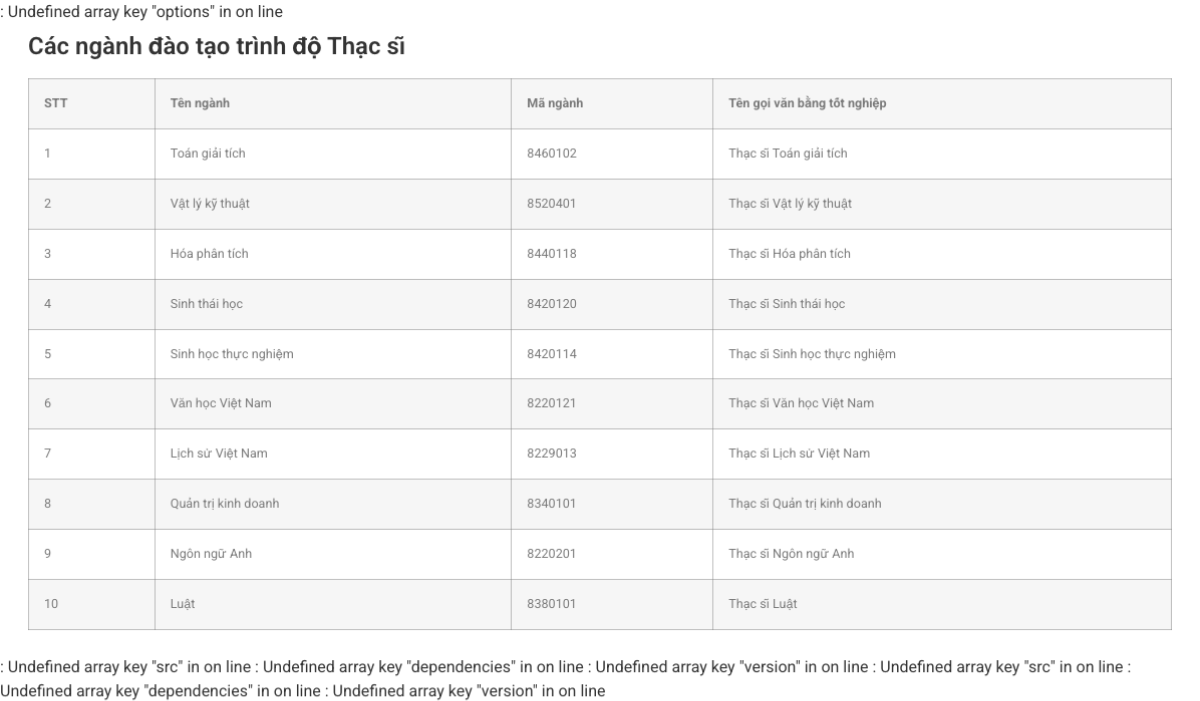 : Undefined array key "options" in on line
Các ngành đào tạo trình độ Thạc sĩ
STT Tên ngành Mã ngành Tên gọi văn bằng tốt nghiệp
1 Toán giải tích 8460102 Thạc sĩ Toán giải tích
2 Vật lý kỹ thuật 8520401 Thạc sĩ Vật lý kỹ thuật
3 Hóa phân tích 8440118 Thạc sĩ Hóa phân tích
4 Sinh thái học 8420120 Thạc sĩ Sinh thái học
5 Sinh học thực nghiệm 8420114 Thạc sĩ Sinh học thực nghiệm
6 Văn học Việt Nam 8220121 Thạc sĩ Văn học Việt Nam
7 Lịch sử Việt Nam 8229013 Thạc sĩ Lịch sử Việt Nam
8 Quản trị kinh doanh 8340101 Thạc sĩ Quản trị kinh doanh
9 Ngôn ngữ Anh 8220201 Thạc sĩ Ngôn ngữ Anh
10 Luật 8380101 Thạc sĩ Luật
: Undefined array key "src" in on line : Undefined array key "dependencies" in on line : Undefined array key "version" in on line : Undefined array key "src" in on line :
Undefined array key "dependencies" in on line : Undefined array key "version" in on line